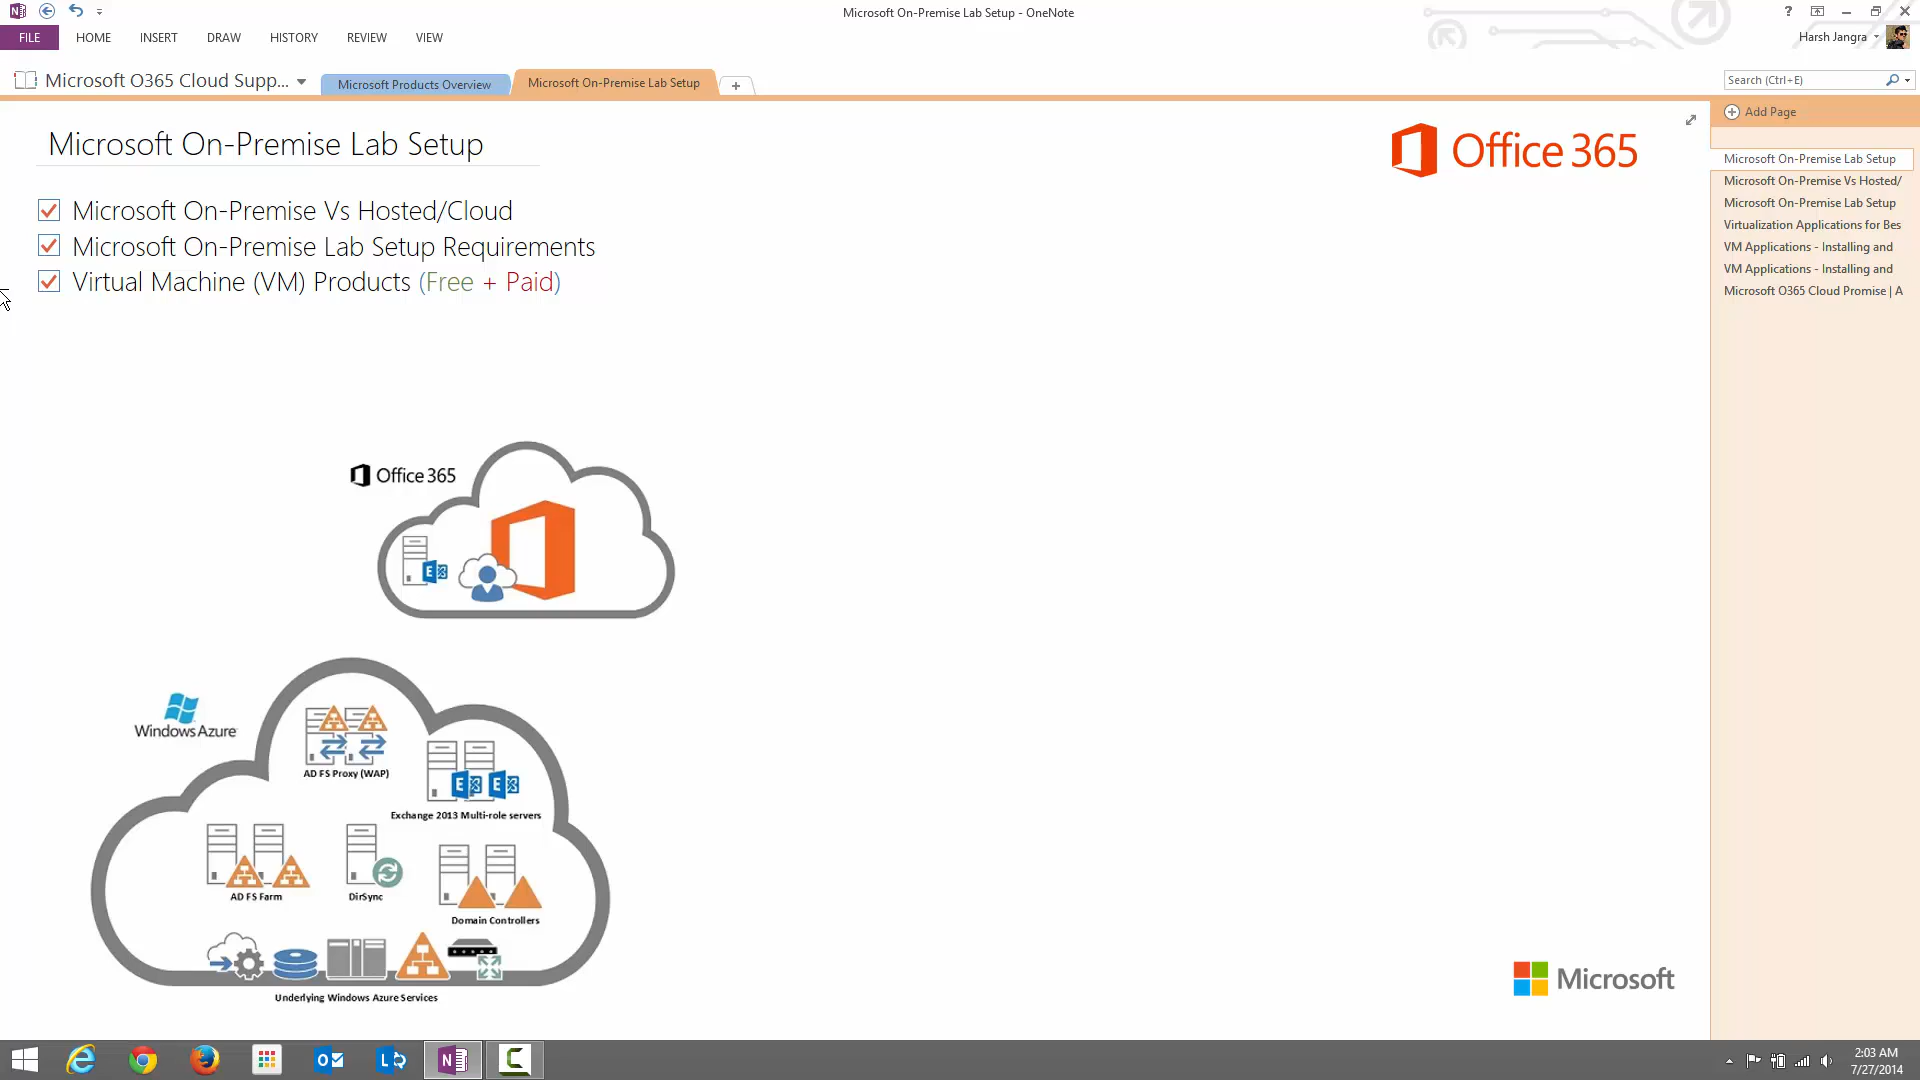 Microsoft On-Premise Lab Setup - OneNote
?
FILE
HOME
INSERT
DRAW
HISTORY
REVIEW
VIEW
Harsh Jangra
Microsoft O365 Cloud Supp...
Microsoft Products Overview
Microsoft On-Premise Lab Setup
+
Search (Ctrl+E)
Add Page
Microsoft On-Premise Lab Setup
Microsoft On-Premise Vs Hosted/
Microsoft On-Premise Lab Setup
Virtualization Applications for Bes
VM Applications - Installing and
VM Applications - Installing and
Microsoft O365 Cloud Promise | A
Microsoft On-Premise Lab Setup
Office 365
Microsoft On-Premise Vs Hosted/Cloud
Microsoft On-Premise Lab Setup Requirements
Virtual Machine (VM) Products (Free + Paid)
Office 365
E
Windows Azure
AD FS Proxy (WAP)
E E
Exchange 2013 Multi-role servers
AD FS Farm
DirSync
Domain Controllers
Underlying Windows Azure Services
Microsoft
2:03 AM
7/27/2014